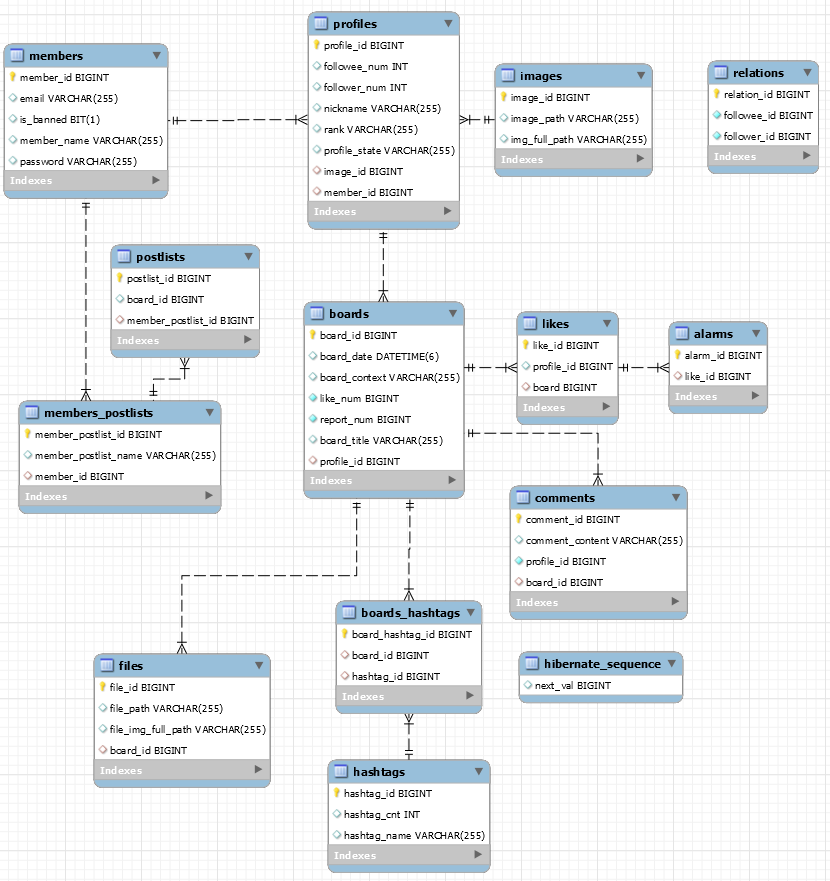 profiles
profile_id BIGINT
followee_num INT
follower_num INT
nickname VARCHAR(255)
rank VARCHAR(255)
profile_state VARCHAR(255)
image_id BIGINT
member_id BIGINT
Indexes
members
member_id BIGINT
email VARCHAR(255)
is_banned BIT(1)
member_name VARCHAR(255)
password VARCHAR(255)
Indexes
images
image_id BIGINT
image_path VARCHAR(255)
img_full_path VARCHAR(255)
Indexes
relations
relation_id BIGINT
followee_id BIGINT
follower_id BIGINT
Indexes
postlists
postlist_id BIGINT
board_id BIGINT
member_postlist_id BIGINT
Indexes
boards
board_id BIGINT
board_date DATETIME(6)
board_context VARCHAR(255)
like_num BIGINT
report_num BIGINT
board_title VARCHAR(255)
profile_id BIGINT
Indexes
likes
like_id BIGINT
profile_id BIGINT
board BIGINT
Indexes
alarms
alarm_id BIGINT
like_id BIGINT
Indexes
members_postlists
member_postlist_id BIGINT
member_postlist_name VARCHAR(255)
member_id BIGINT
Indexes
comments
comment_id BIGINT
comment_content VARCHAR(255)
profile_id BIGINT
board_id BIGINT
Indexes
boards_hashtags
board_hashtag_id BIGINT
board_id BIGINT
hashtag_id BIGINT
Indexes
files
file_id BIGINT
file_path VARCHAR(255)
file_img_full_path VARCHAR(255)
board_id BIGINT
Indexes
hibernate_sequence
next_val BIGINT
hashtags
hashtag_id BIGINT
hashtag_cnt INT
hashtag_name VARCHAR(255)
Indexes